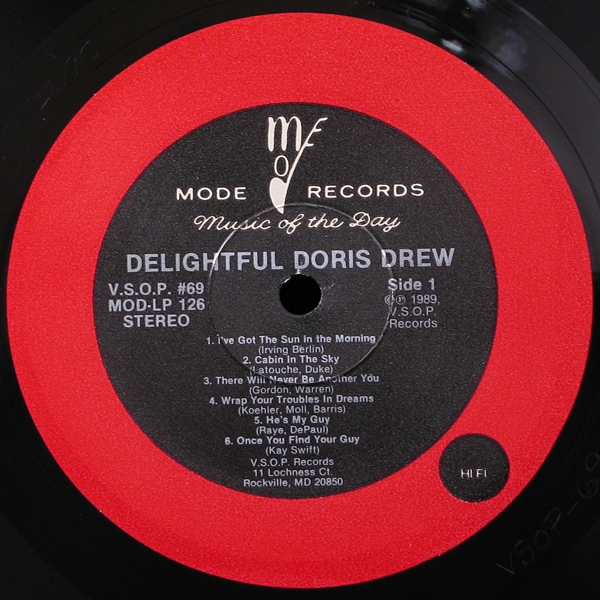 MODE
MODE RECORDS
Music of the Day
DELIGHTFUL DORIS DREW
V.S.O.P. #69
MOD-LP 126
STEREO
Side 1
©℗ 1989,
V.S.O.P.
Records
1. I've Got The Sun in the Morning
(Irving Berlin)
2. Cabin In The Sky
(Latouche, Duke)
3. There Will Never Be Another You
(Gordon, Warren)
4. Wrap Your Troubles In Dreams
(Koehler, Moll, Barris)
5. He's My Guy
(Raye, DePaul)
6. Once You Find Your Guy
(Kay Swift)
V.S.O.P. Records
11 Lochness Ct.
Rockville, MD 20850
HI FI
VSOP-69